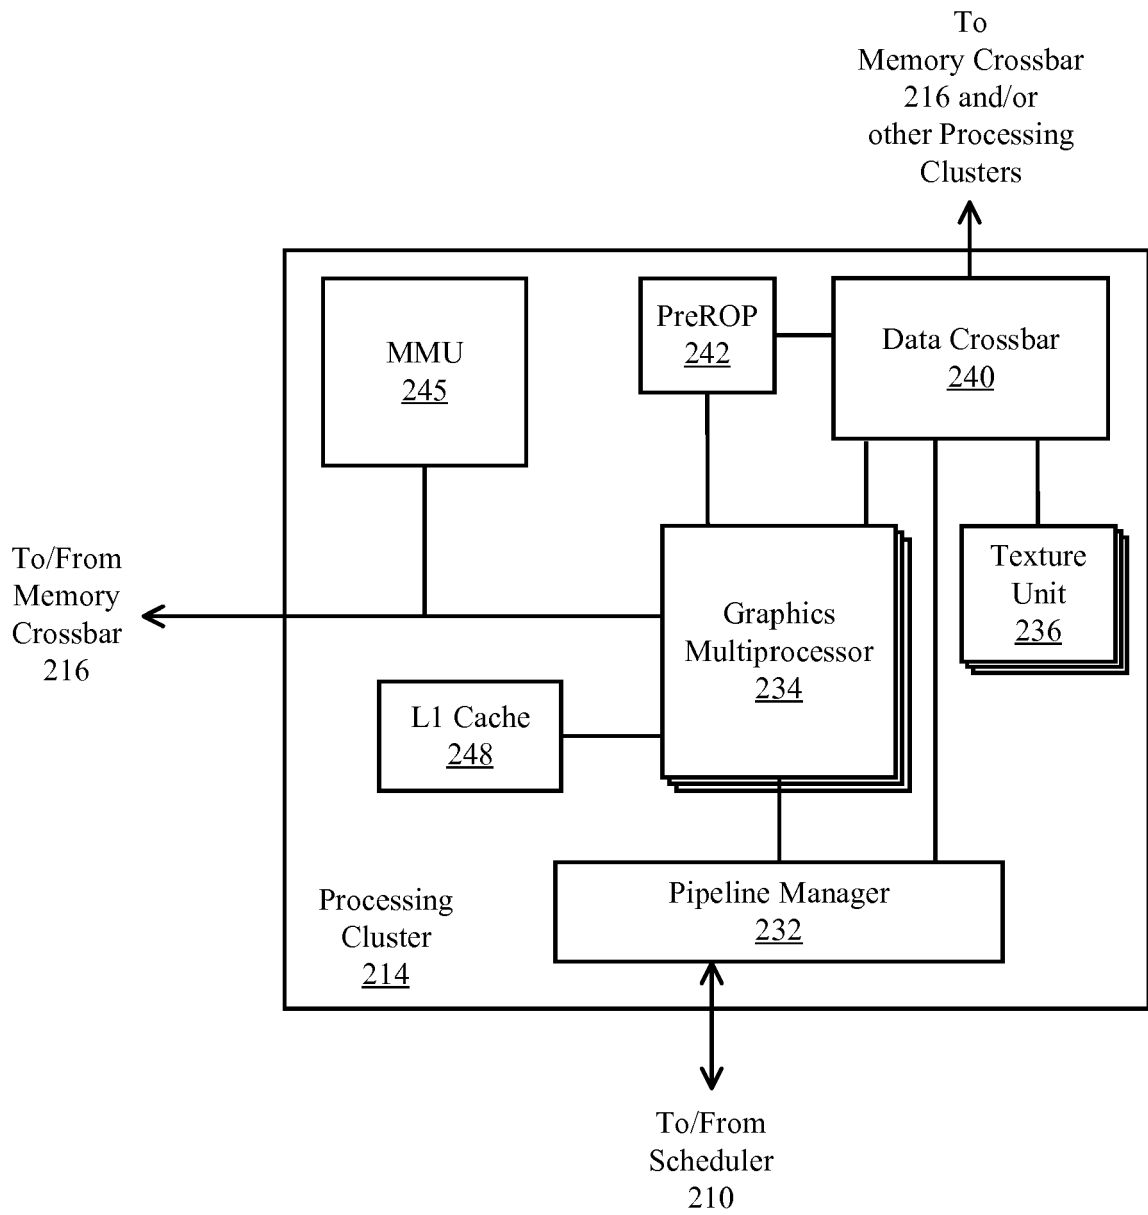 To
Memory Crossbar
216 and/or
other Processing
Clusters
MMU
245
PreROP
242
Data Crossbar
240
To/From
Memory
Crossbar
216
Graphics
Multiprocessor
234
Texture
Unit
236
L1 Cache
248
Processing
Cluster
214
Pipeline Manager
232
To/From
Scheduler
210